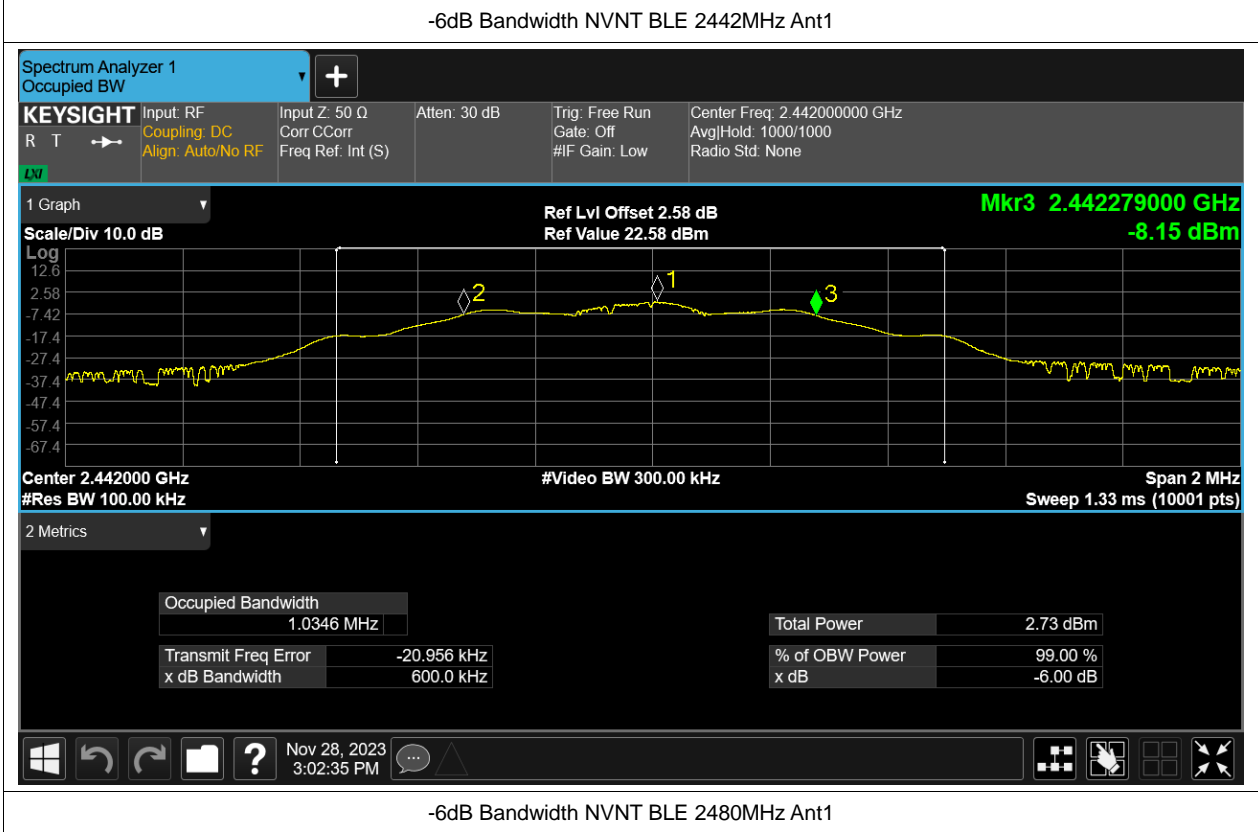 -6dB Bandwidth NVNT BLE 2442MHz Ant1
Spectrum Analyzer 1
Occupied BW
KEYSIGHT
R T
LXI
Input: RF
Coupling: DC
Align: Auto/No RF
Input Z: 50 Ω
Corr CCorr
Freq Ref: Int (S)
Atten: 30 dB
Trig: Free Run
Gate: Off
#IF Gain: Low
Center Freq: 2.442000000 GHz
Avg|Hold: 1000/1000
Radio Std: None
1 Graph
Scale/Div 10.0 dB
Ref Lvl Offset 2.58 dB
Ref Value 22.58 dBm
Mkr3 2.442279000 GHz
-8.15 dBm
Log
12.6
2.58
-7.42
-17.4
-27.4
-37.4
-47.4
-57.4
-67.4
2
1
3
Center 2.442000 GHz
#Res BW 100.00 kHz
#Video BW 300.00 kHz
Span 2 MHz
Sweep 1.33 ms (10001 pts)
2 Metrics
Occupied Bandwidth
1.0346 MHz
Transmit Freq Error -20.956 kHz
x dB Bandwidth 600.0 kHz
Total Power 2.73 dBm
% of OBW Power 99.00 %
x dB -6.00 dB
Nov 28, 2023
3:02:35 PM
-6dB Bandwidth NVNT BLE 2480MHz Ant1